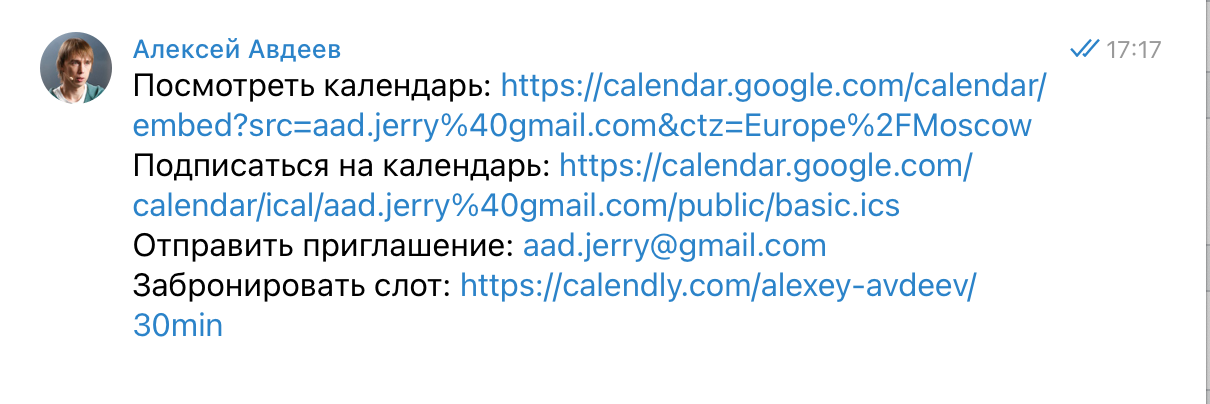 Алексей Авдеев 17:17
Посмотреть календарь: https://calendar.google.com/calendar/
embed?src=aad.jerry%40gmail.com&ctz=Europe%2FMoscow
Подписаться на календарь: https://calendar.google.com/
calendar/ical/aad.jerry%40gmail.com/public/basic.ics
Отправить приглашение: aad.jerry@gmail.com
Забронировать слот: https://calendly.com/alexey-avdeev/
30min